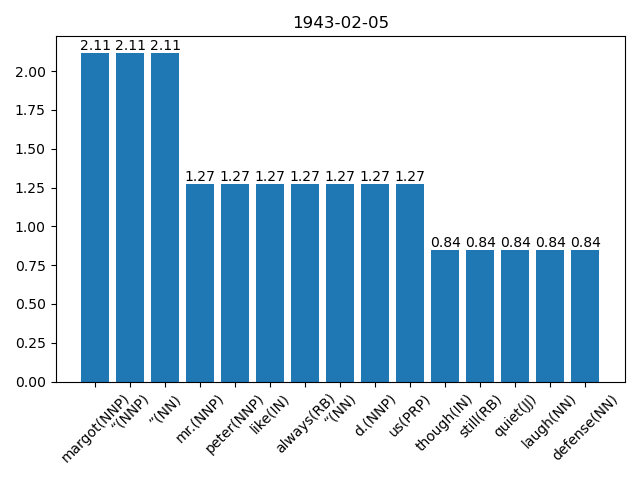 1943-02-05
2.11 2.11 2.11
1.27 1.27 1.27 1.27 1.27 1.27 1.27
0.84 0.84 0.84 0.84 0.84
2.00
1.75
1.50
1.25
1.00
0.75
0.50
0.25
0.00
margot(NNP)
“(NNP)
“(NN)
mr.(NNP)
peter(NNP)
like(IN)
always(RB)
“(NN)
d.(NNP)
us(PRP)
though(IN)
still(RB)
quiet(JJ)
laugh(NN)
defense(NN)